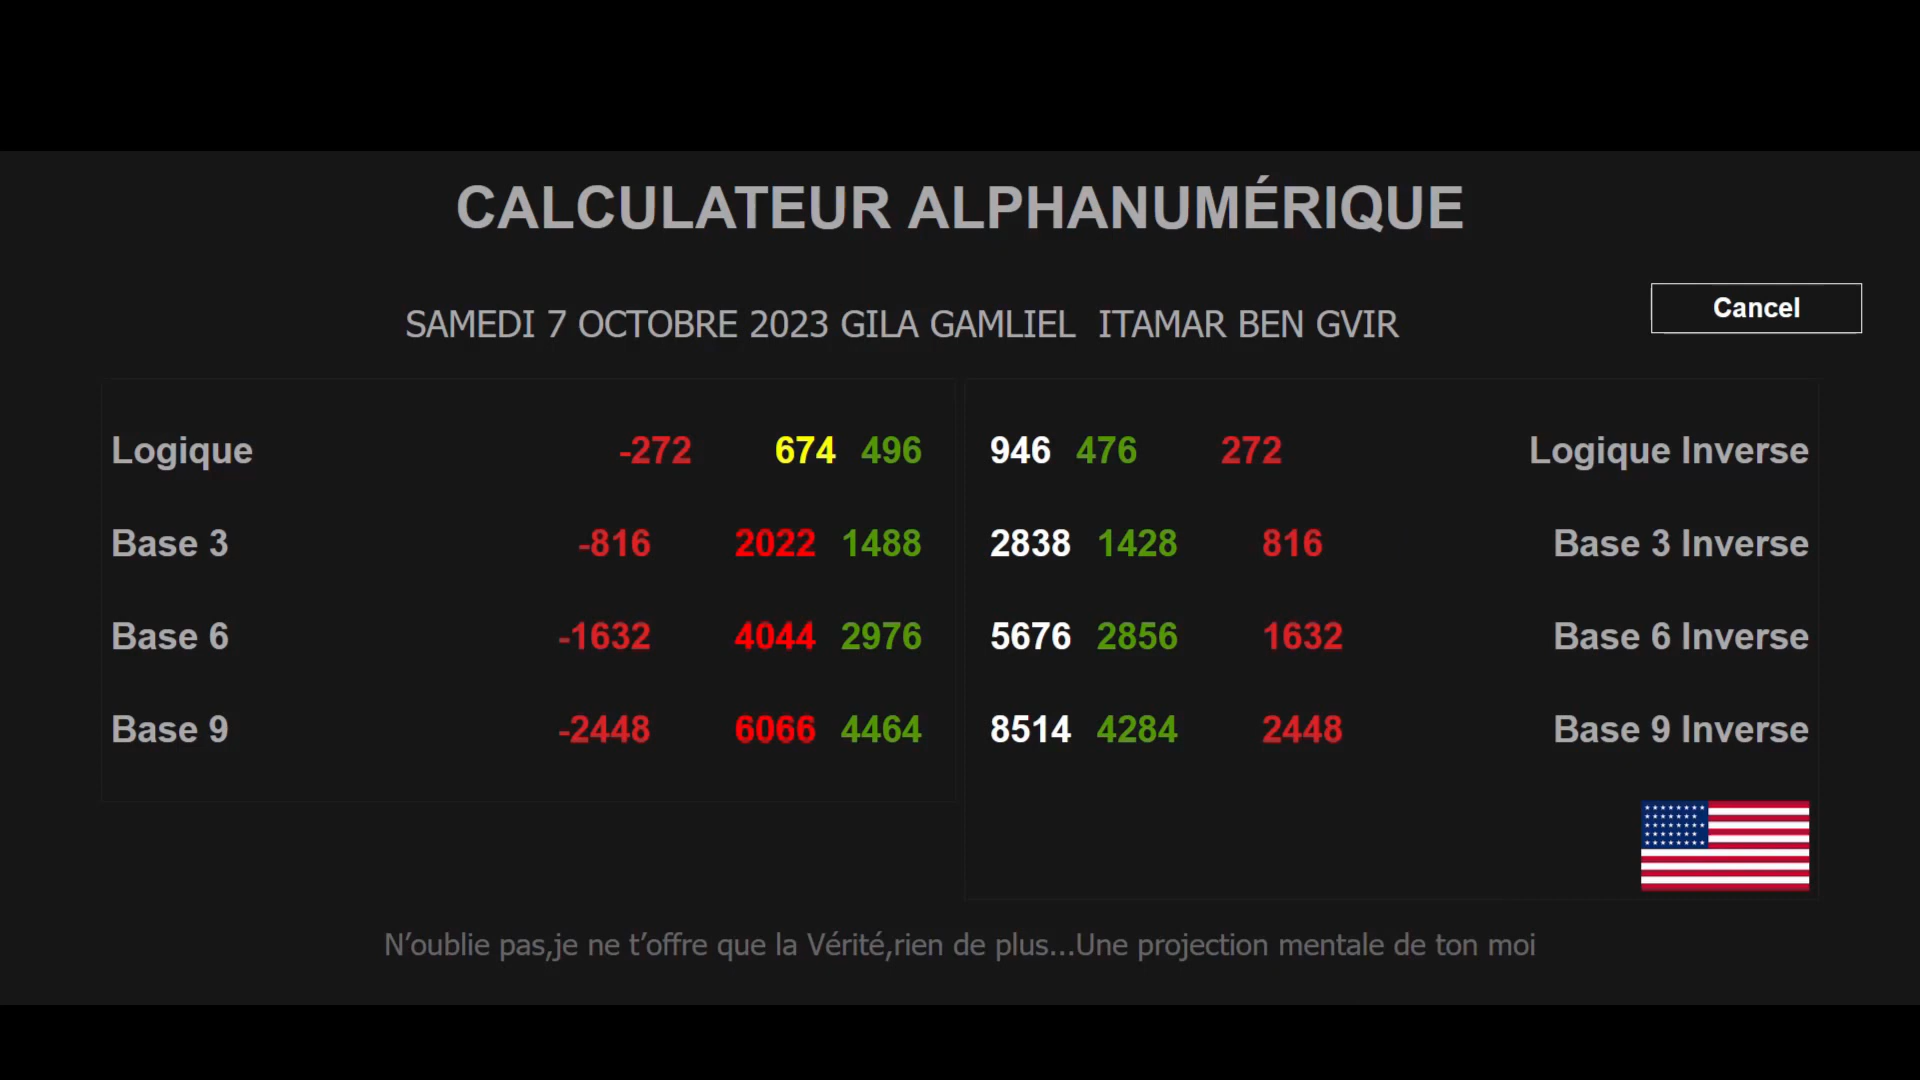 CALCULATEUR ALPHANUMÉRIQUE
SAMEDI 7 OCTOBRE 2023 GILA GAMLIEL  ITAMAR BEN GVIR
Cancel
Logique -272 674 496 946 476 272 Logique Inverse
Base 3 -816 2022 1488 2838 1428 816 Base 3 Inverse
Base 6 -1632 4044 2976 5676 2856 1632 Base 6 Inverse
Base 9 -2448 6066 4464 8514 4284 2448 Base 9 Inverse
N’oublie pas,je ne t’offre que la Vérité,rien de plus...Une projection mentale de ton moi